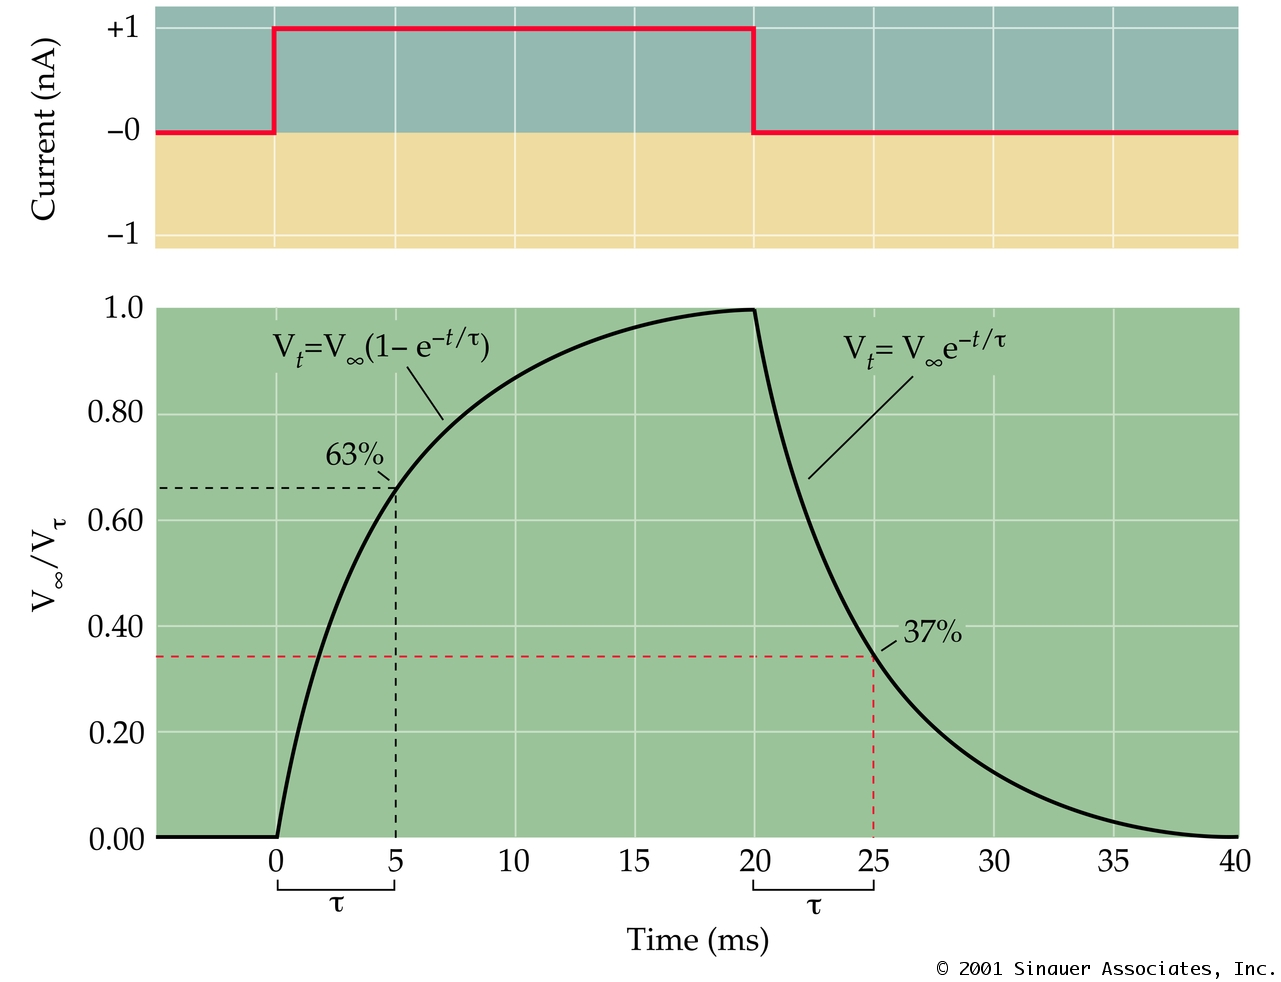 Current (nA)
+1
–0
–1
V∞/Vτ
1.0
0.80
0.60
0.40
0.20
0.00
Vt=V∞(1– e–t/τ)
Vt= V∞e–t/τ
63%
37%
0 5 10 15 20 25 30 35 40
τ τ
Time (ms)
© 2001 Sinauer Associates, Inc.